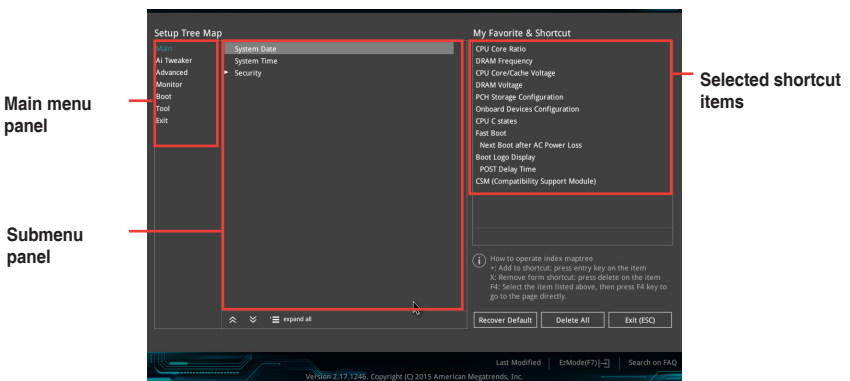 Setup Tree Map
My Favorite & Shortcut
Main
Ai Tweaker
Advanced
Monitor
Boot
Tool
Exit
System Date
System Time
Security
CPU Core Ratio
DRAM Frequency
CPU Core/Cache Voltage
DRAM Voltage
PCH Storage Configuration
Onboard Devices Configuration
CPU C states
Fast Boot
Next Boot after AC Power Loss
Boot Logo Display
POST Delay Time
CSM (Compatibility Support Module)
Main menu
panel
Selected shortcut
items
Submenu
panel
How to operate index maptree
+: Add to shortcut: press entry key on the item
X: Remove form shortcut: press delete on the item
F4: Select the item listed above, then press F4 key to
go to the page directly.
expand all
Recover Default
Delete All
Exit (ESC)
Last Modified
EzMode(F7)
Search on FAQ
Version 2.17.1246. Copyright (C) 2015 American Megatrends, Inc.